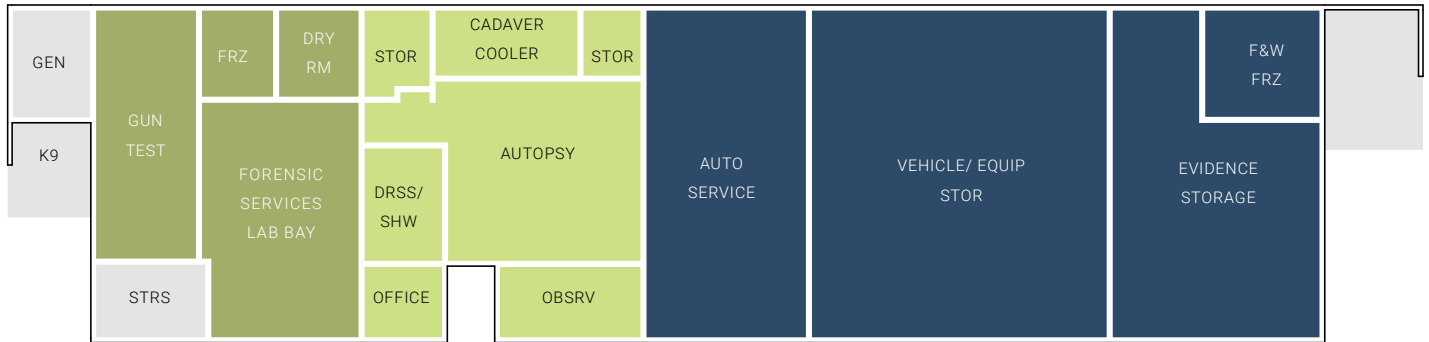 GEN
K9
GUN
TEST
STRS
FRZ
DRY
RM
FORENSIC
SERVICES
LAB BAY
STOR
CADAVER
COOLER
STOR
AUTOPSY
DRSS/
SHW
OFFICE
OBSRV
AUTO
SERVICE
VEHICLE/ EQUIP
STOR
F&W
FRZ
EVIDENCE
STORAGE